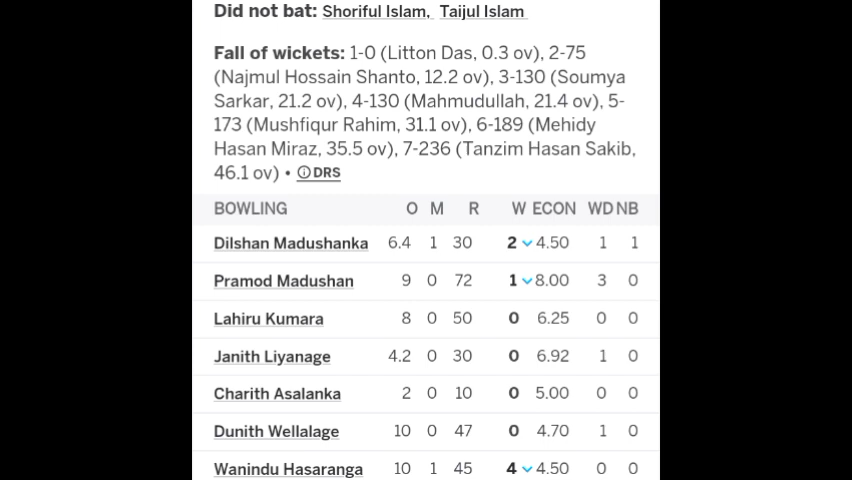 Did not bat: Shoriful Islam, Taijul Islam
Fall of wickets: 1-0 (Litton Das, 0.3 ov), 2-75
(Najmul Hossain Shanto, 12.2 ov), 3-130 (Soumya
Sarkar, 21.2 ov), 4-130 (Mahmudullah, 21.4 ov), 5-
173 (Mushfiqur Rahim, 31.1 ov), 6-189 (Mehidy
Hasan Miraz, 35.5 ov), 7-236 (Tanzim Hasan Sakib,
46.1 ov) • DRS
BOWLING O M R W ECON WD NB
Dilshan Madushanka 6.4 1 30 2 4.50 1 1
Pramod Madushan 9 0 72 1 8.00 3 0
Lahiru Kumara 8 0 50 0 6.25 0 0
Janith Liyanage 4.2 0 30 0 6.92 1 0
Charith Asalanka 2 0 10 0 5.00 0 0
Dunith Wellalage 10 0 47 0 4.70 1 0
Wanindu Hasaranga 10 1 45 4 4.50 0 0